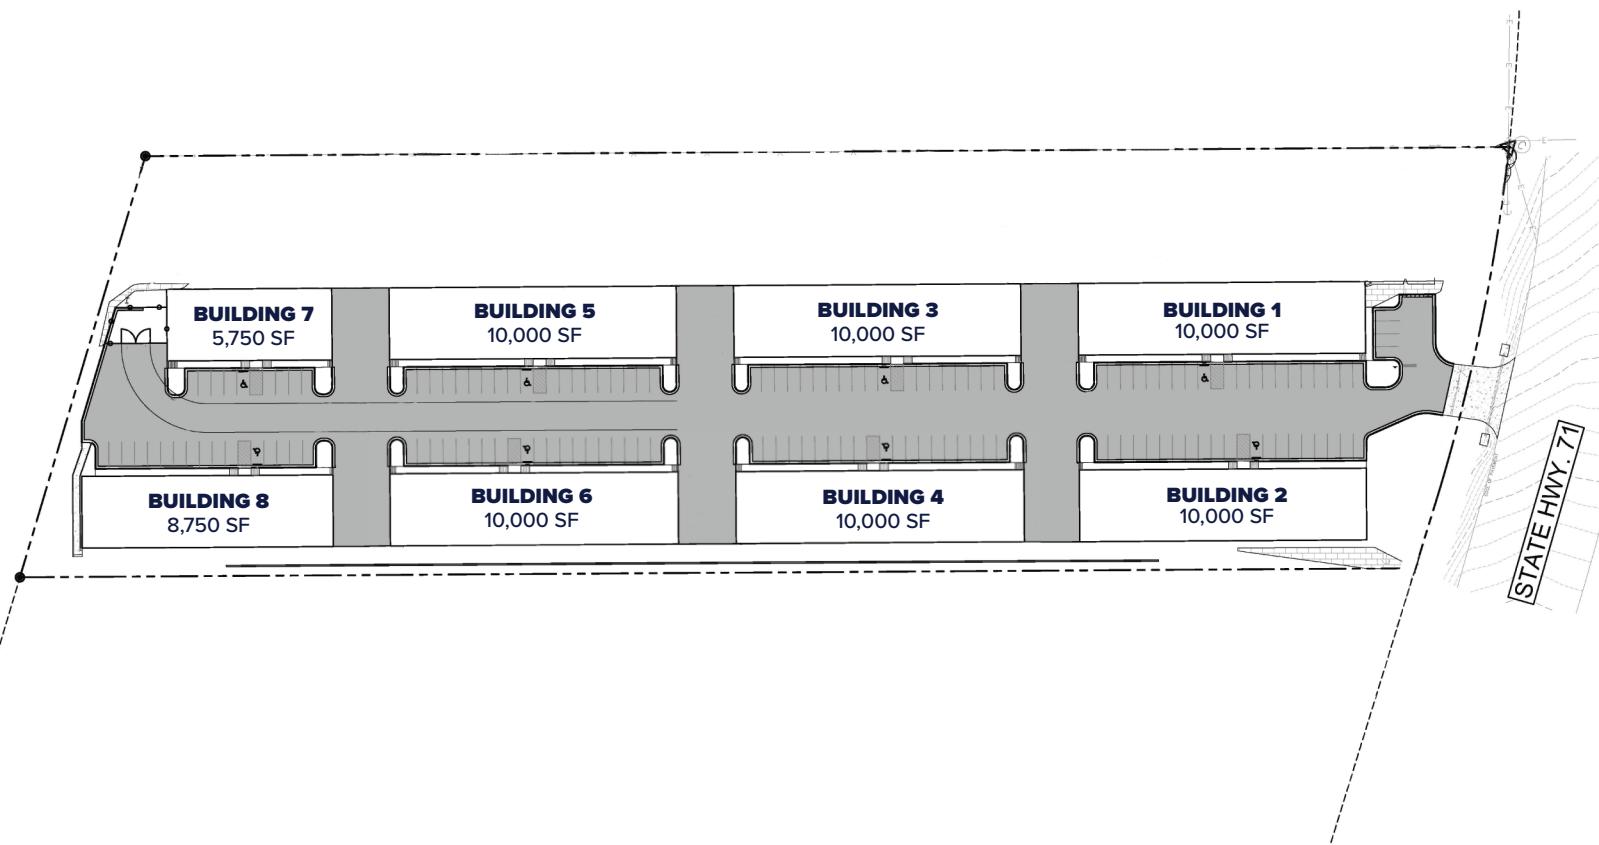 BUILDING 7
5,750 SF
BUILDING 5
10,000 SF
BUILDING 3
10,000 SF
BUILDING 1
10,000 SF
BUILDING 8
8,750 SF
BUILDING 6
10,000 SF
BUILDING 4
10,000 SF
BUILDING 2
10,000 SF
STATE HWY. 71